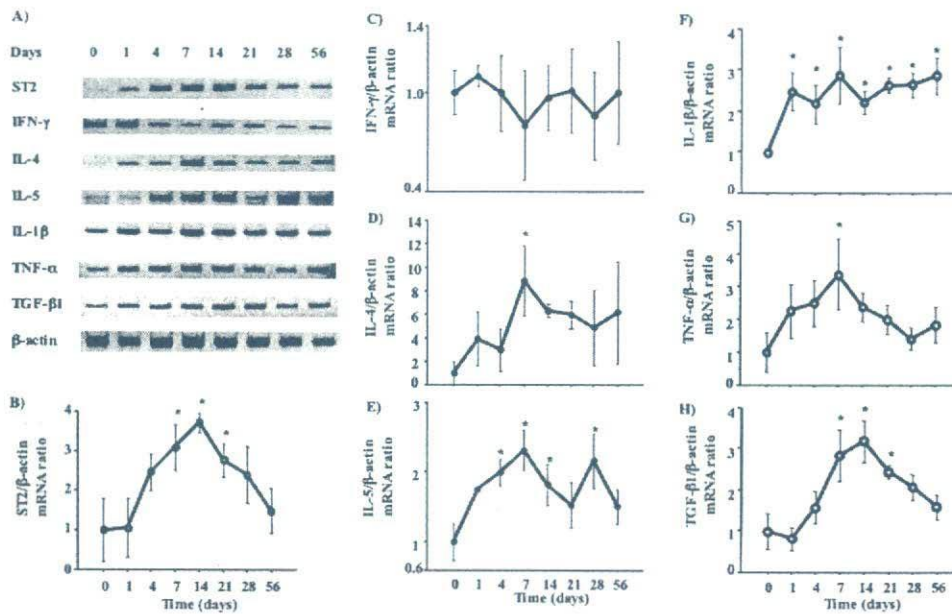 A)
Days 0 1 4 7 14 21 28 56
ST2
IFN-γ
IL-4
IL-5
IL-1β
TNF-α
TGF-β1
β-actin
B)
ST2/β-actin
mRNA ratio
4
3
2
1
0
0 1 4 7 14 21 28 56
Time (days)
* * *
C)
IFN-γ/β-actin
mRNA ratio
1.4
1.0
0.4
D)
IL-4/β-actin
mRNA ratio
14
12
10
8
6
4
2
0
*
E)
IL-5/β-actin
mRNA ratio
3
2
1
0.6
* * * *
0 1 4 7 14 21 28 56
Time (days)
F)
IL-1β/β-actin
mRNA ratio
4
3
2
1
0
* * * * * * *
G)
TNF-α/β-actin
mRNA ratio
5
4
3
2
1
0
*
H)
TGF-β1/β-actin
mRNA ratio
4
3
2
1
0
* * *
0 1 4 7 14 21 28 56
Time (days)